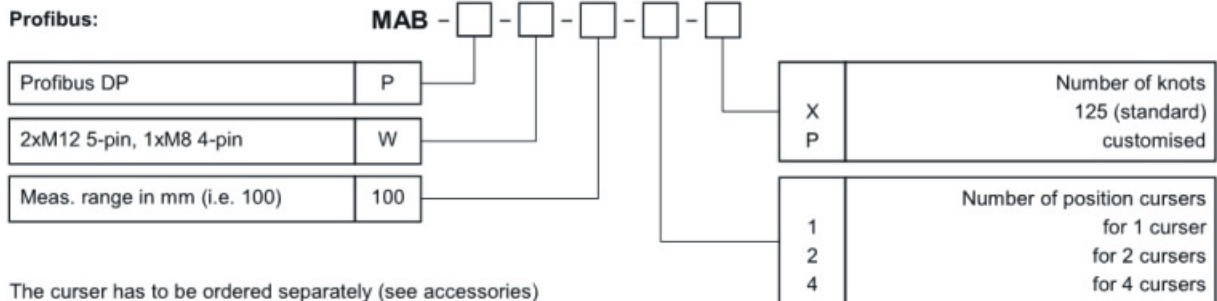 Profibus: MAB - - - - -
Profibus DP P
2xM12 5-pin, 1xM8 4-pin W
Meas. range in mm (i.e. 100) 100
The curser has to be ordered separately (see accessories)
Number of knots
X 125 (standard)
P customised
Number of position cursers
1 for 1 curser
2 for 2 cursers
4 for 4 cursers